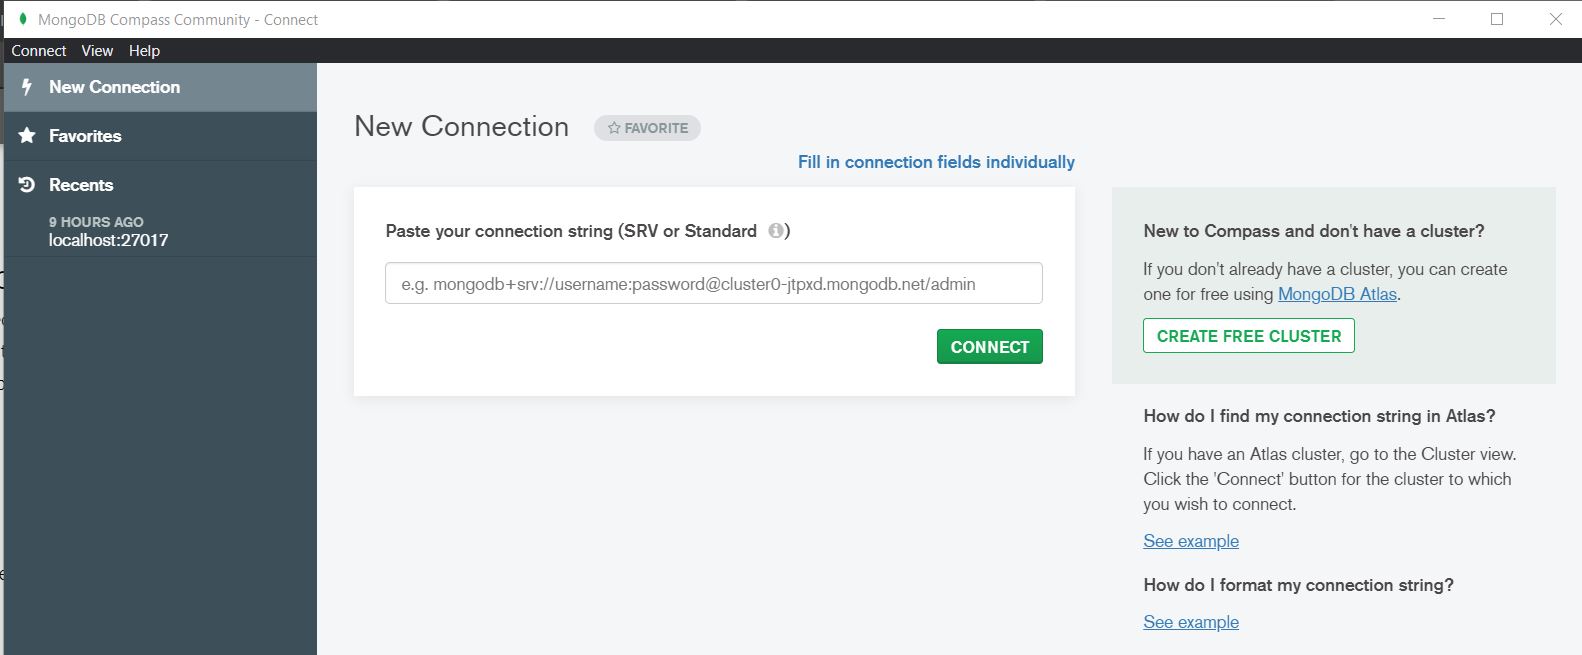 MongoDB Compass Community - Connect
Connect View Help
New Connection
Favorites
Recents
9 HOURS AGO
localhost:27017
New Connection
FAVORITE
Fill in connection fields individually
Paste your connection string (SRV or Standard i)
e.g. mongodb+srv://username:password@cluster0-jtpxd.mongodb.net/admin
CONNECT
New to Compass and don't have a cluster?
If you don't already have a cluster, you can create
one for free using MongoDB Atlas.
CREATE FREE CLUSTER
How do I find my connection string in Atlas?
If you have an Atlas cluster, go to the Cluster view.
Click the 'Connect' button for the cluster to which
you wish to connect.
See example
How do I format my connection string?
See example